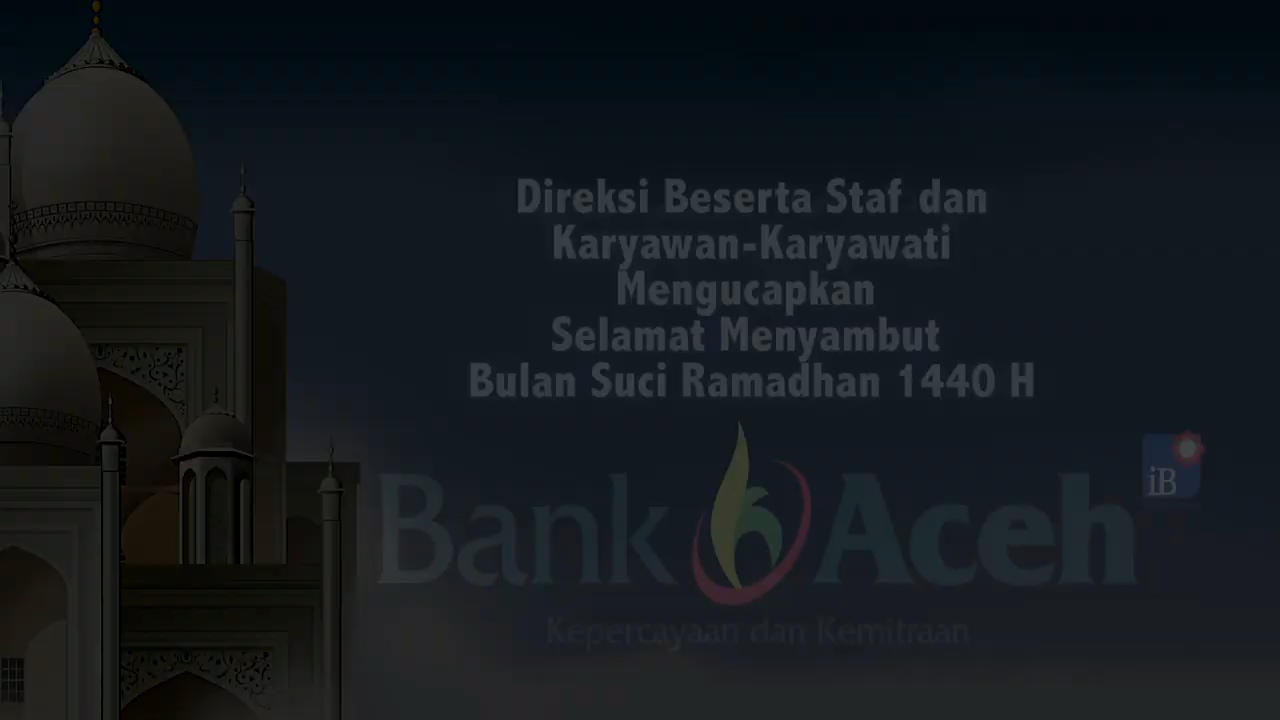 Direksi Beserta Staf dan
Karyawan-Karyawati
Mengucapkan
Selamat Menyambut
Bulan Suci Ramadhan 1440 H
Bank Aceh
iB
Kepercayaan dan Kemitraan